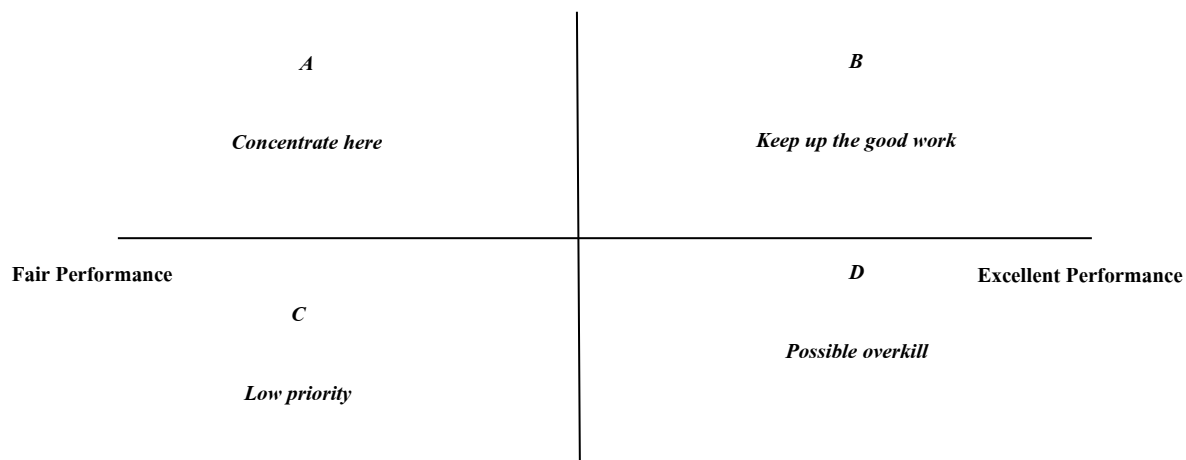 A
B
Concentrate here
Keep up the good work
Fair Performance
D
Excellent Performance
C
Possible overkill
Low priority